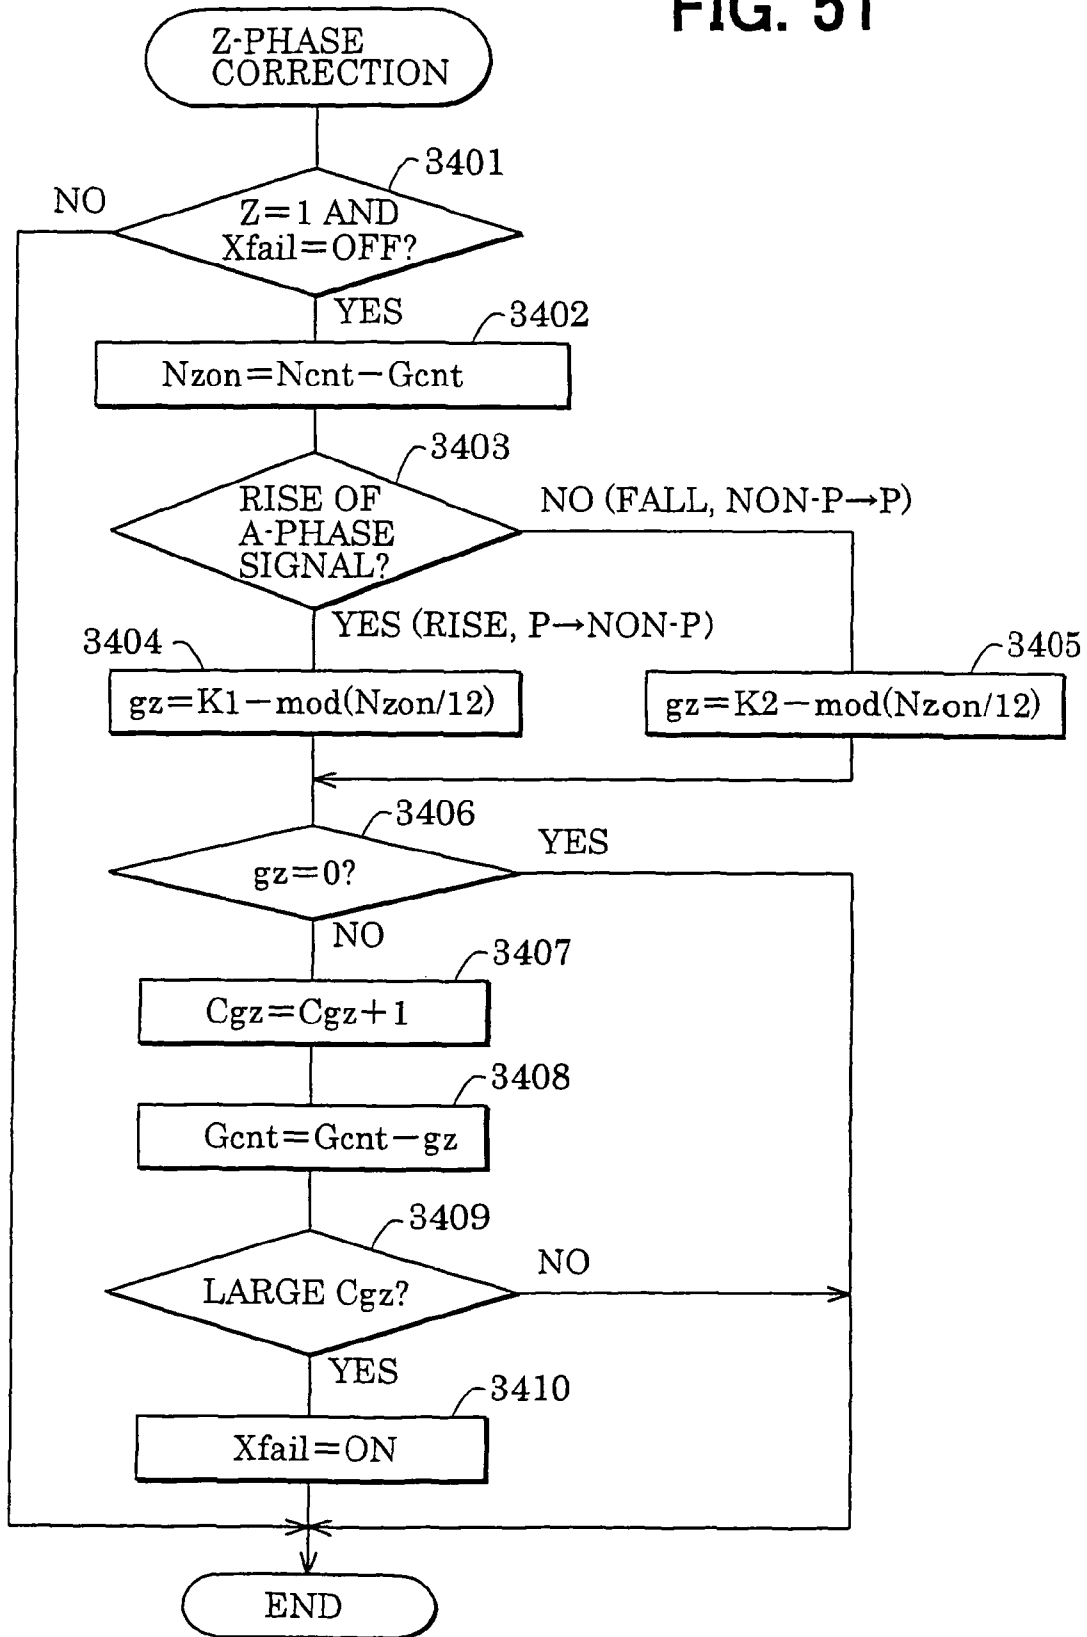 FIG. 51
Z-PHASE
CORRECTION
3401
NO
Z=1 AND
Xfail=OFF?
YES
3402
Nzon=Ncnt−Gcnt
3403
RISE OF
A-PHASE
SIGNAL?
NO (FALL, NON-P→P)
YES (RISE, P→NON-P)
3404
gz=K1−mod(Nzon/12)
3405
gz=K2−mod(Nzon/12)
3406
gz=0?
YES
NO
3407
Cgz=Cgz+1
3408
Gcnt=Gcnt−gz
3409
LARGE Cgz?
NO
YES
3410
Xfail=ON
END